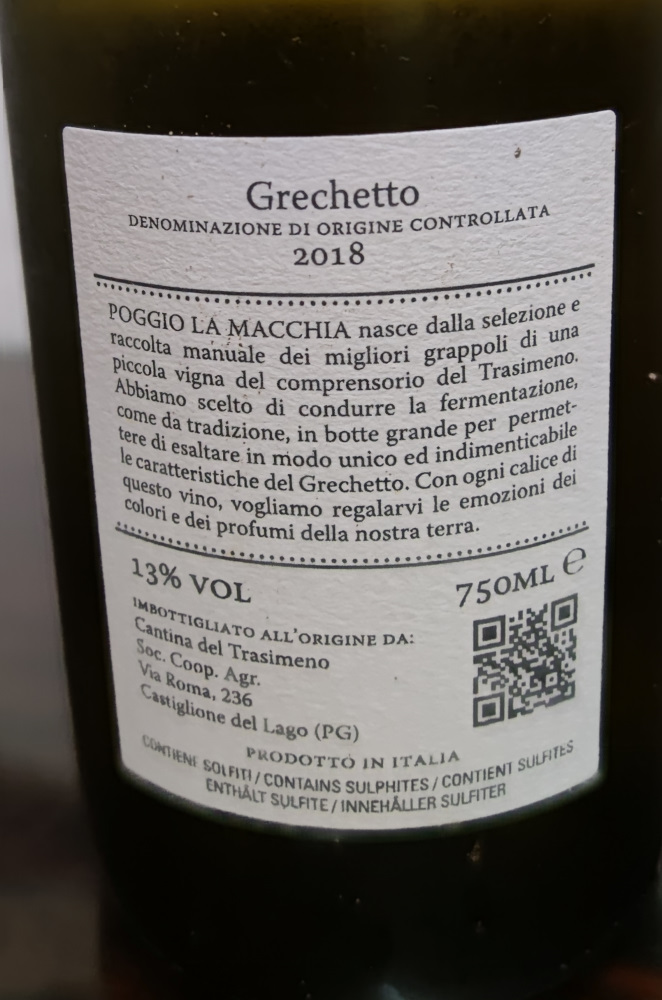 Grechetto
DENOMINAZIONE DI ORIGINE CONTROLLATA
2018
POGGIO LA MACCHIA nasce dalla selezione e
raccolta manuale dei migliori grappoli di una
piccola vigna del comprensorio del Trasimeno.
Abbiamo scelto di condurre la fermentazione,
come da tradizione, in botte grande per permet-
tere di esaltare in modo unico ed indimenticabile
le caratteristiche del Grechetto. Con ogni calice di
questo vino, vogliamo regalarvi le emozioni dei
colori e dei profumi della nostra terra.
13% VOL
750ML ℮
IMBOTTIGLIATO ALL'ORIGINE DA:
Cantina del Trasimeno
Soc. Coop. Agr.
Via Roma, 236
Castiglione del Lago (PG)
PRODOTTO IN ITALIA
CONTIENE SOLFITI / CONTAINS SULPHITES / CONTIENT SULFITES
ENTHÄLT SULFITE / INNEHÅLLER SULFITER